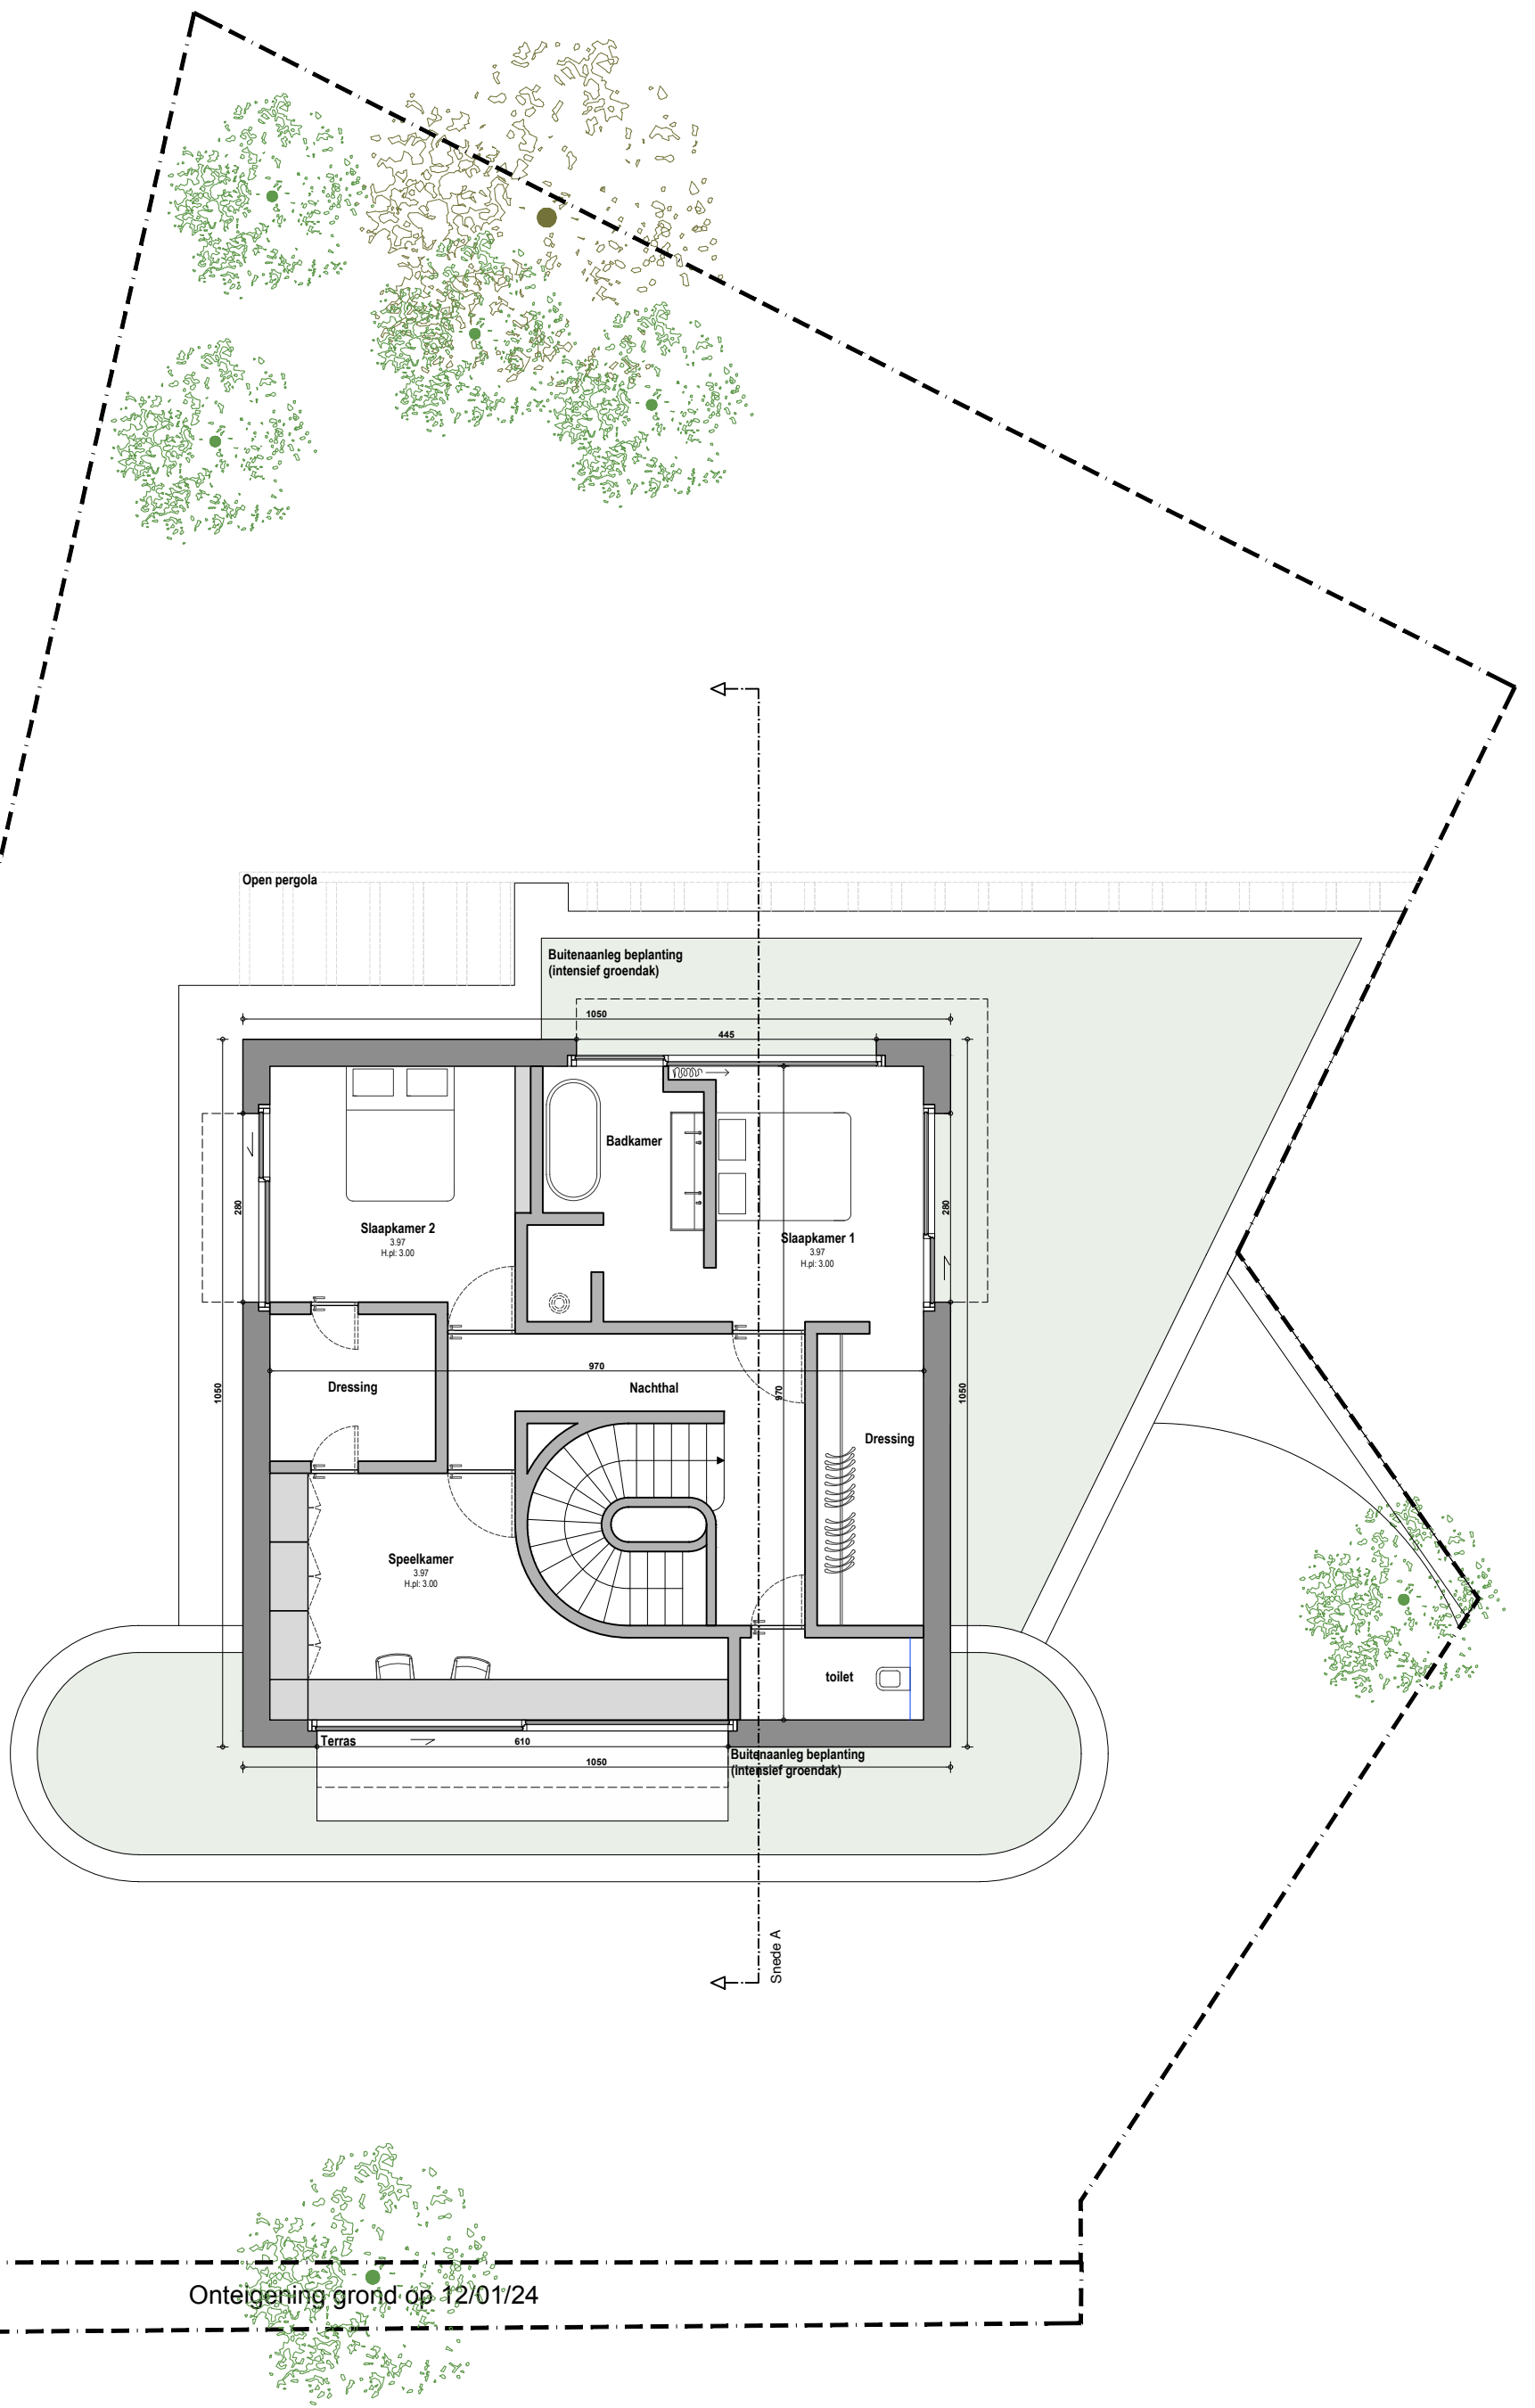 Open pergola
Buitenaanleg beplanting
(intensief groendak)
1050
445
Badkamer
280
280
Slaapkamer 2
3.97
H.pl: 3.00
Slaapkamer 1
3.97
H.pl: 3.00
970
Dressing
Nachthal
1050
970
1050
Dressing
Speelkamer
3.97
H.pl: 3.00
toilet
Terras
610
Buitenaanleg beplanting
(intensief groendak)
1050
Snede A
Onteigening grond op 12/01/24